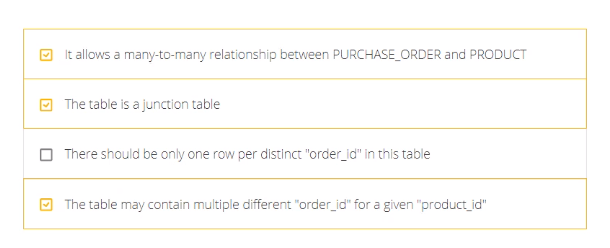 It allows a many-to-many relationship between PURCHASE_ORDER and PRODUCT
The table is a junction table
There should be only one row per distinct "order_id" in this table
The table may contain multiple different "order_id" for a given "product_id"